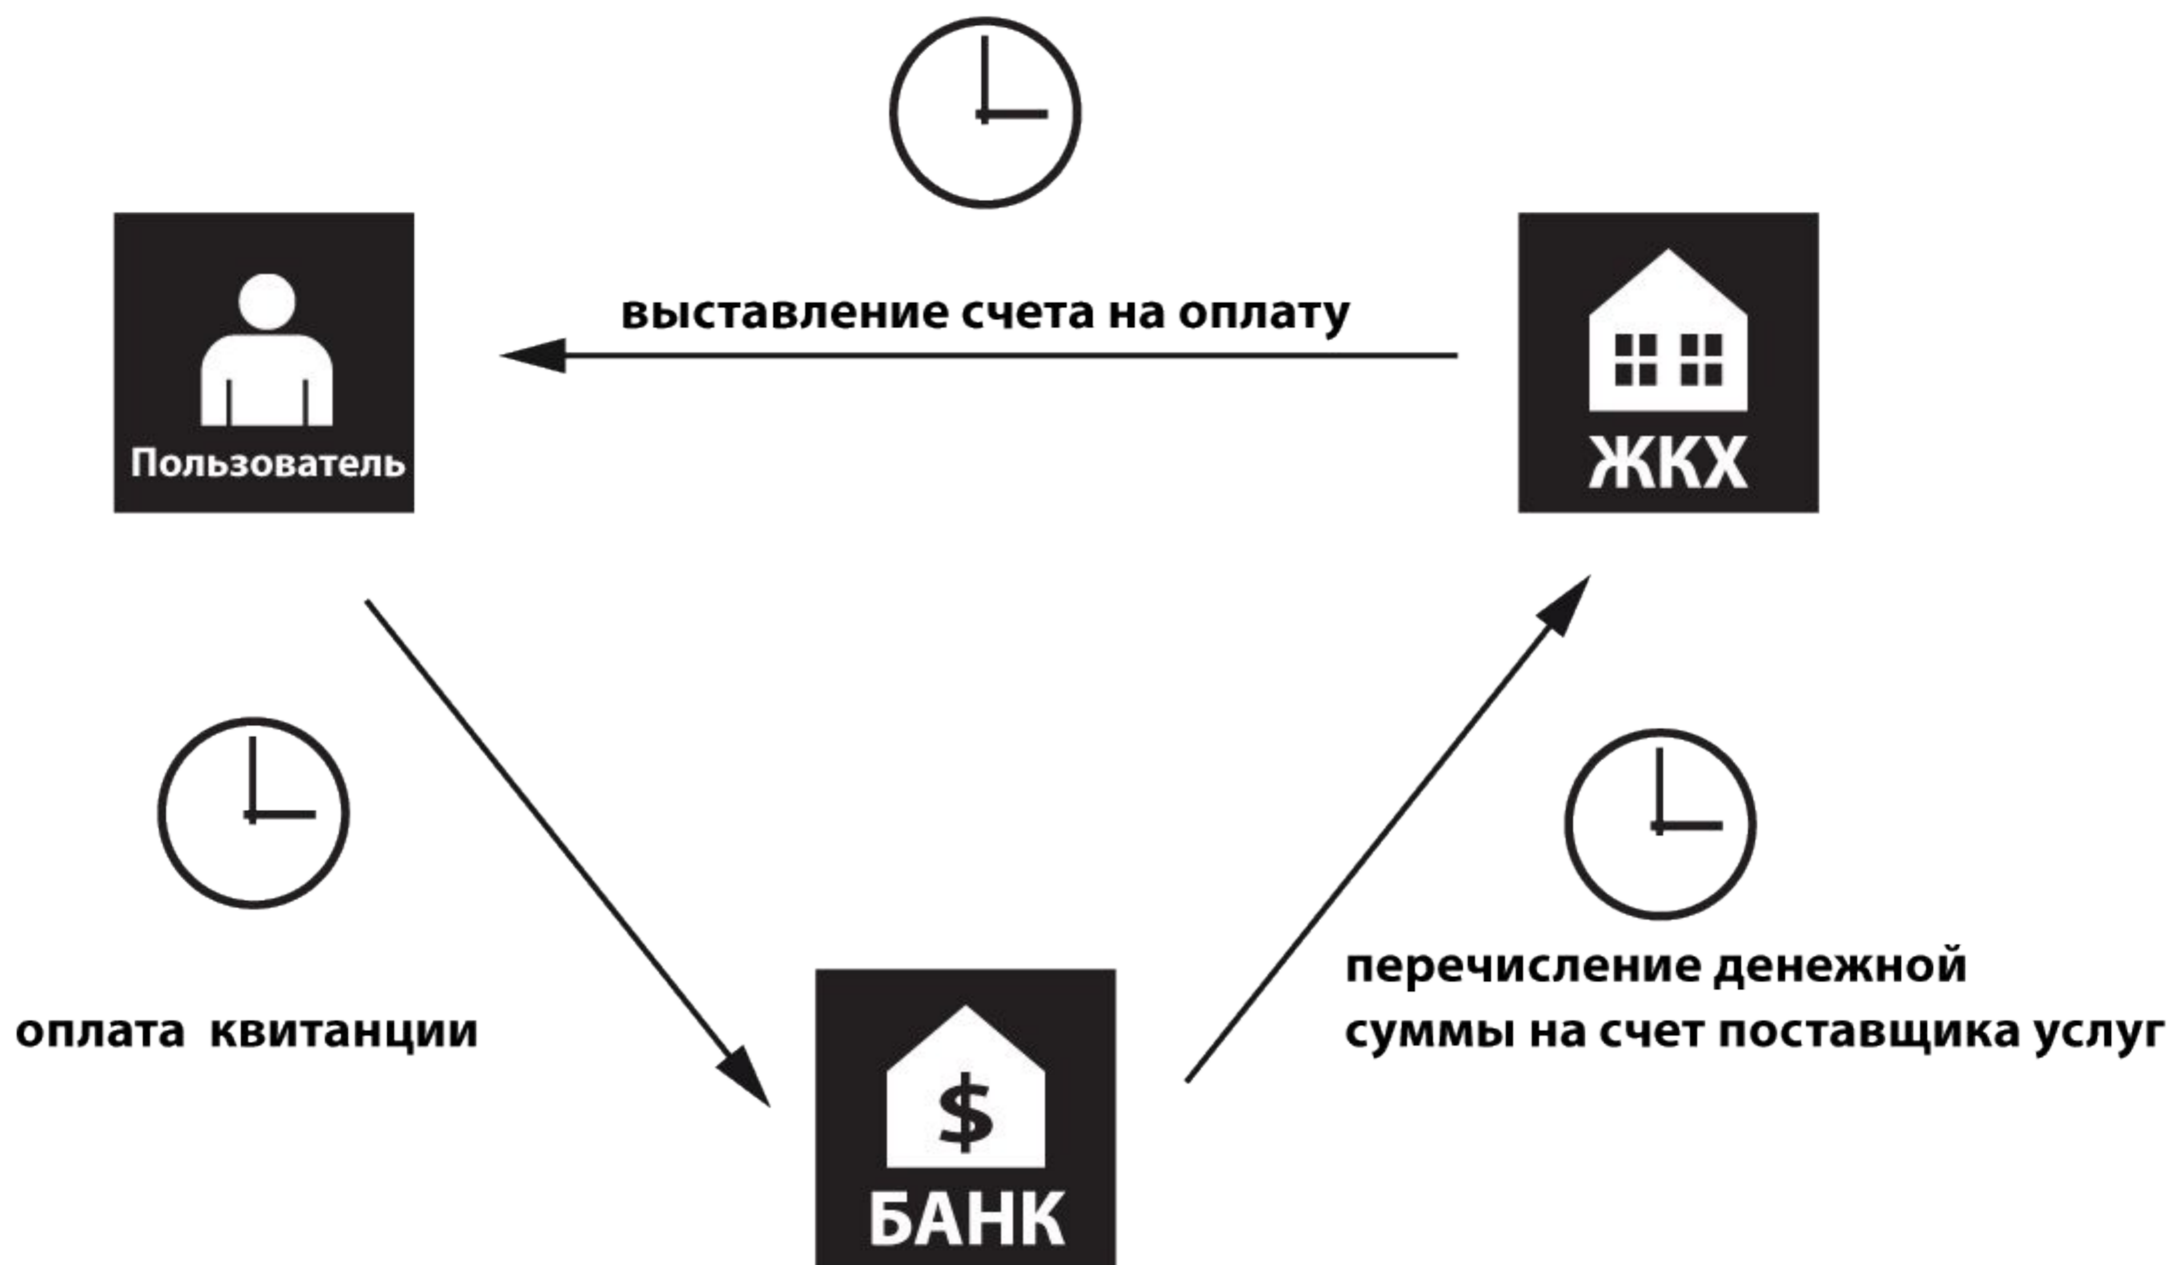 выставление счета на оплату
Пользователь
ЖКХ
оплата квитанции
перечисление денежной
суммы на счет поставщика услуг
$
БАНК